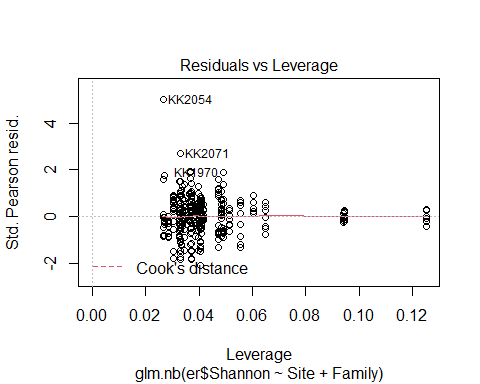 Residuals vs Leverage
Std. Pearson resid.
4
2
0
-2
KK2054
KK2071
KK1970
Cook's distance
0.00 0.02 0.04 0.06 0.08 0.10 0.12
Leverage
glm.nb(er$Shannon ~ Site + Family)